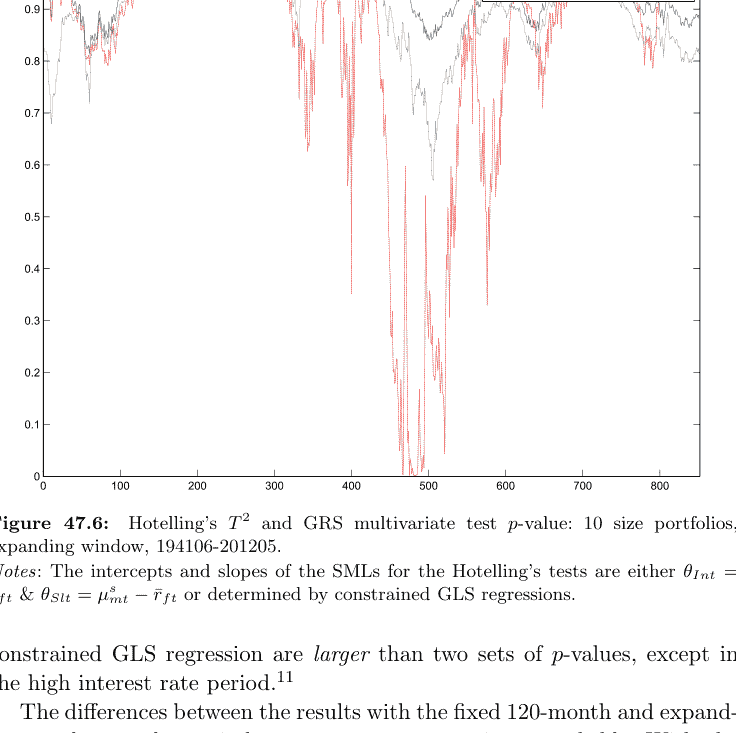 0.9
0.8
0.7
0.6
0.5
0.4
0.3
0.2
0.1
0
0 100 200 300 400 500 600 700 800
igure 47.6: Hotelling's T² and GRS multivariate test p-value: 10 size portfolios,
xpanding window, 194106-201205.
otes: The intercepts and slopes of the SMLs for the Hotelling's tests are either θ_Int =
ft & θ_Slt = μ^s_mt − r̄_ft or determined by constrained GLS regressions.
onstrained GLS regression are larger than two sets of p-values, except in
he high interest rate period.¹¹
The differences between the results with the fixed 120-month and expand-